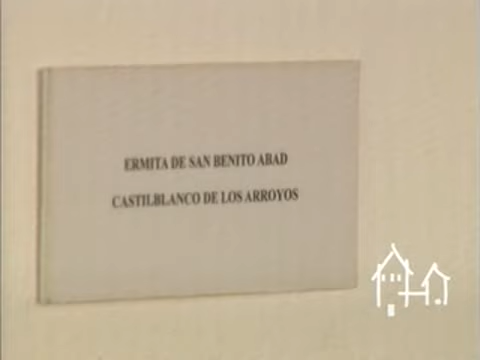 ERMITA DE SAN BENITO ABAD
CASTILBLANCO DE LOS ARROYOS